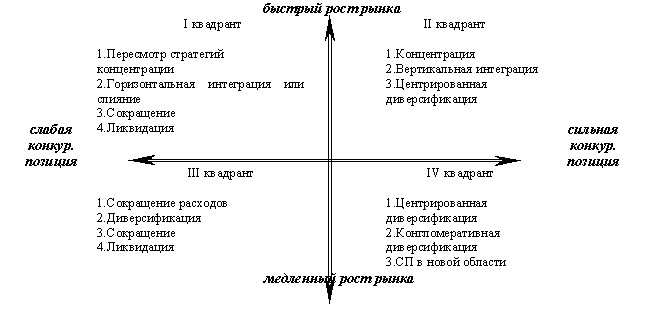 быстрый рост рынка
I квадрант
II квадрант
1.Пересмотр стратегий
концентрации
2.Горизонтальная интеграция или
слияние
3.Сокращение
4.Ликвидация
1.Концентрация
2.Вертикальная интеграция
3.Центрированная
диверсификация
слабая
конкур.
позиция
сильная
конкур.
позиция
III квадрант
IV квадрант
1.Сокращение расходов
2.Диверсификация
3.Сокращение
4.Ликвидация
1.Центрированная
диверсификация
2.Конгломеративная
диверсификация
3.СП в новой области
медленный рост рынка